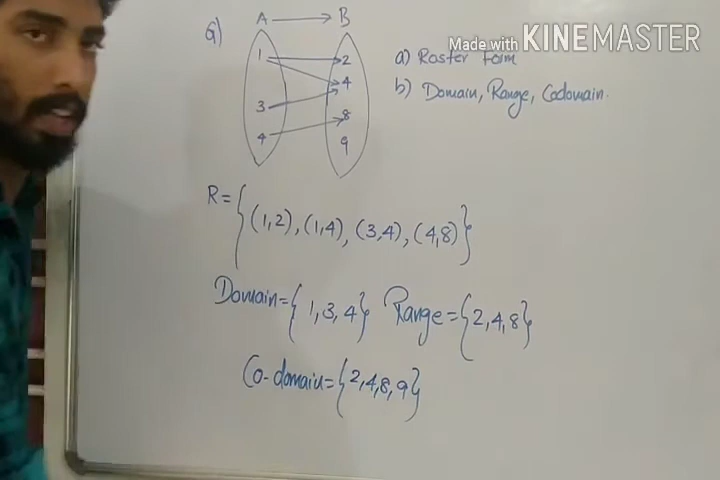 Q) A → B
Made with KINEMASTER
1 2
4
3
8
4
9
a) Roster form
b) Domain, Range, Codomain.
R = { (1,2), (1,4), (3,4), (4,8) }
Domain = { 1, 3, 4 } Range = { 2, 4, 8 }
Co-domain = { 2, 4, 8, 9 }